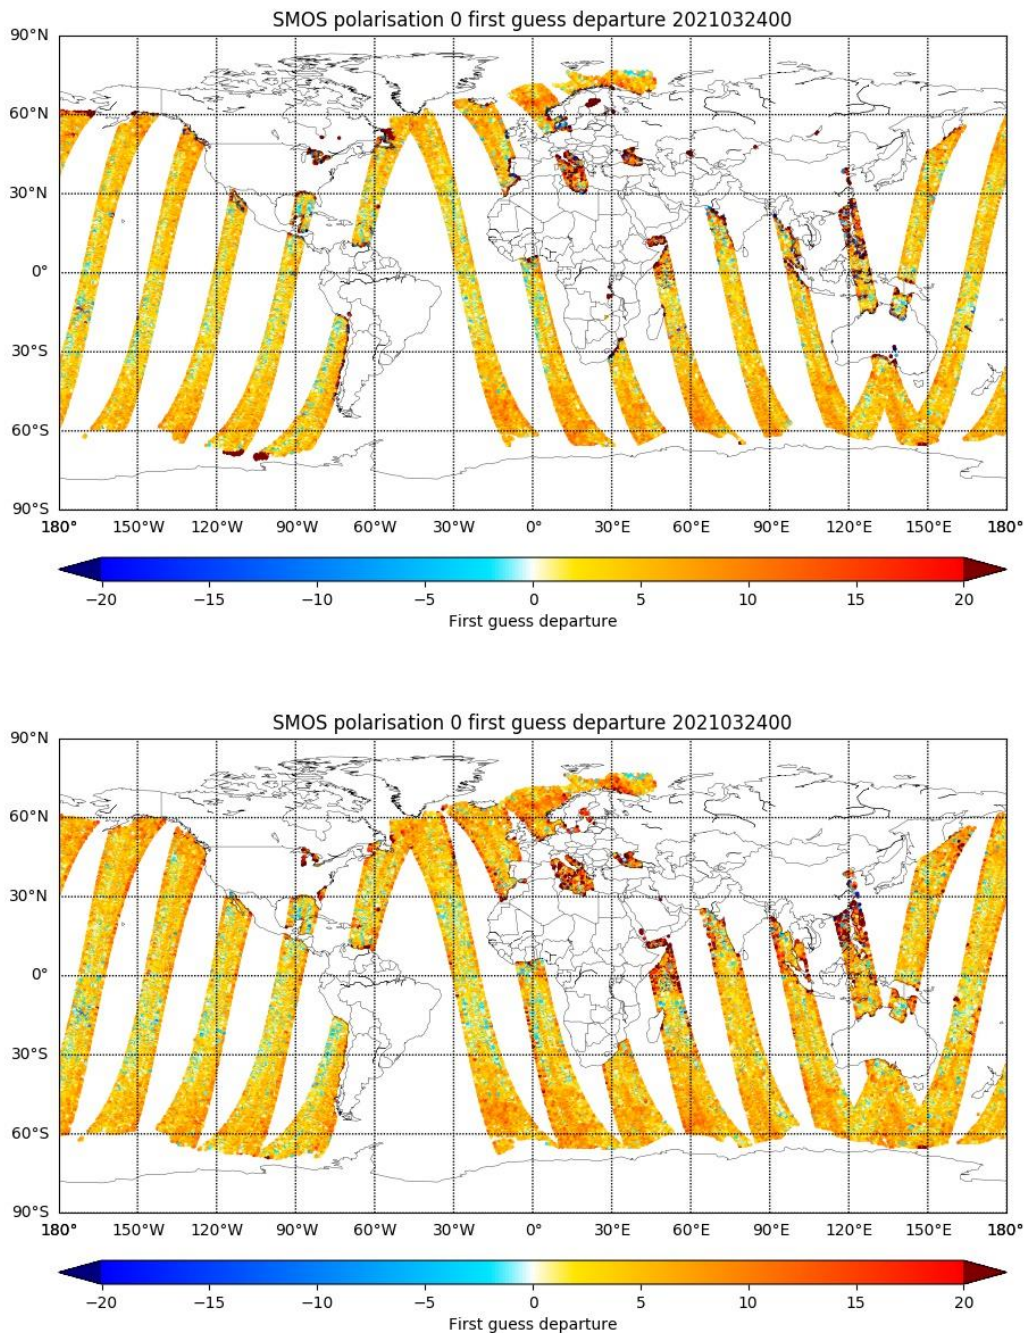 SMOS polarisation 0 first guess departure 2021032400
90°N
60°N
30°N
0°
30°S
60°S
90°S
180° 150°W 120°W 90°W 60°W 30°W 0° 30°E 60°E 90°E 120°E 150°E 180°
−20 −15 −10 −5 0 5 10 15 20
First guess departure
SMOS polarisation 0 first guess departure 2021032400
90°N
60°N
30°N
0°
30°S
60°S
90°S
180° 150°W 120°W 90°W 60°W 30°W 0° 30°E 60°E 90°E 120°E 150°E 180°
−20 −15 −10 −5 0 5 10 15 20
First guess departure